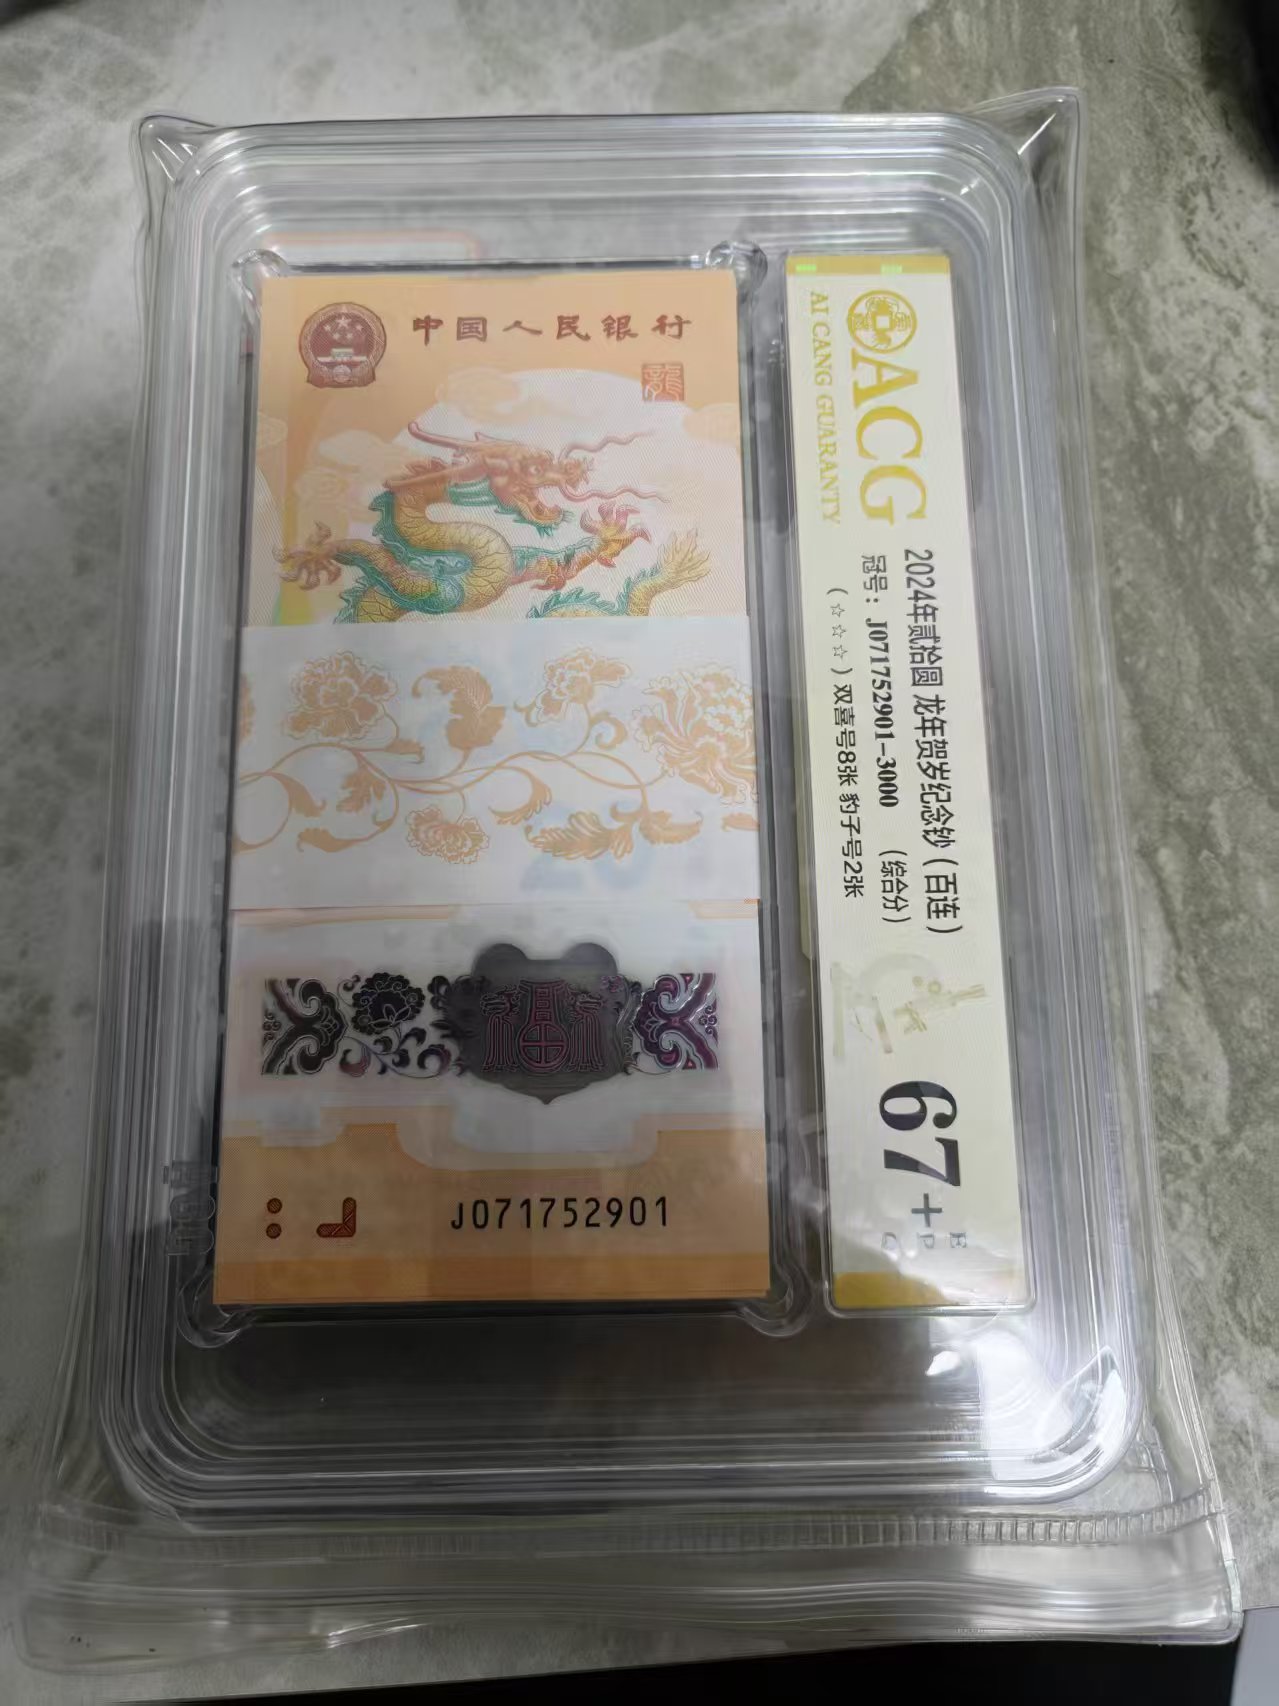 中国人民银行
龍
J071752901
ACG
AI CANG GUARANTY
2024年贰拾圆 龙年贺岁纪念钞（百连）
冠号：J071752901-3000 （综合分）
（☆☆☆）双喜号8张 豹子号2张
67+
E
P
Q